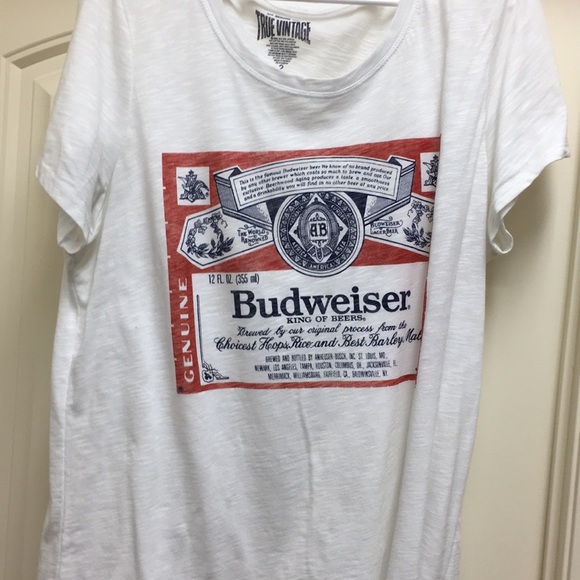 TRUE VINTAGE
2
This is the famous Budweiser beer. We know of no brand produced
by any other brewer which costs so much to brew and age. Our
Beechwood Aging produces a taste, a smoothness
and a drinkability you will find in no other beer at any price
THE WORLD
RENOWNED
BUDWEISER
LAGER BEER
AMERICA
12 FL. OZ. (355 ml)
Budweiser
KING OF BEERS
Brewed by our original process from the
Choicest Hops, Rice and Best Barley Malt
GENUINE
BREWED AND BOTTLED BY ANHEUSER-BUSCH, INC. ST. LOUIS, MO.,
NEWARK, LOS ANGELES, TAMPA, HOUSTON, COLUMBUS, OH., JACKSONVILLE, FL.,
MERRIMACK, WILLIAMSBURG, FAIRFIELD, CA., BALDWINSVILLE, NY.